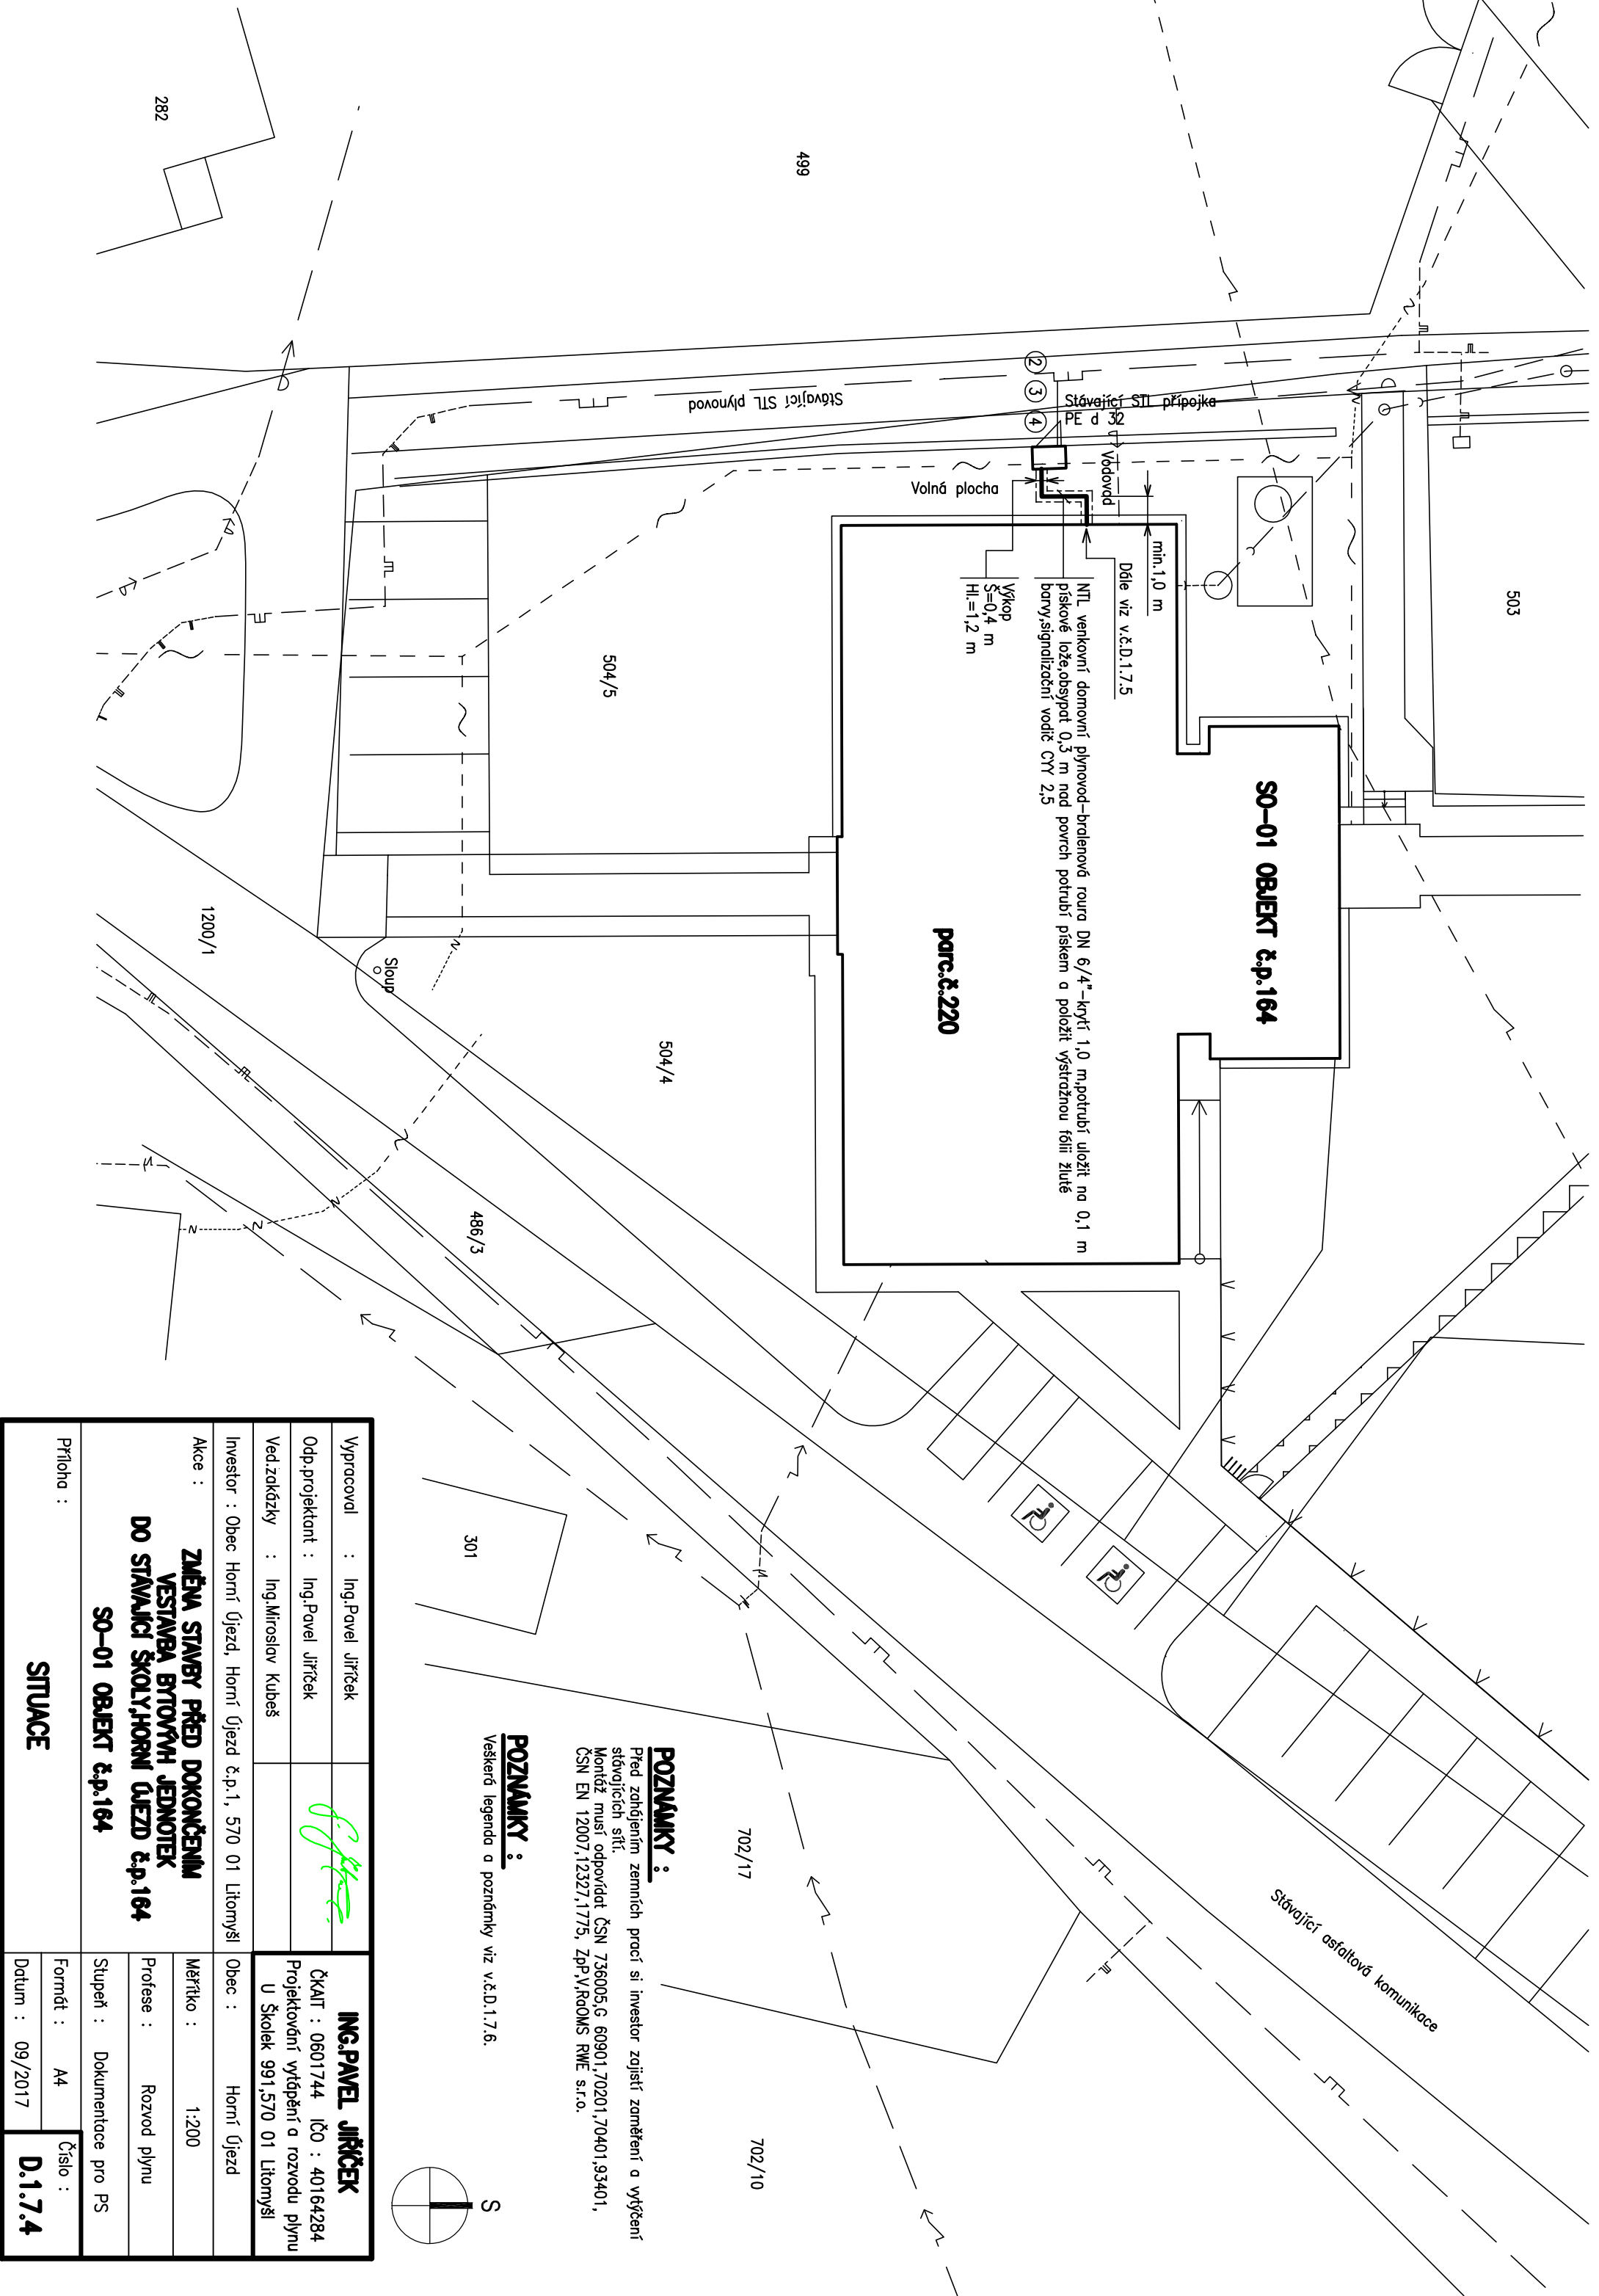 282
499
503
Stávající STL plynovod
2
3
4
Stávající STL přípojka
PE d 32
Vodovod
Volná plocha
min.1,0 m
Dále viz v.č.D.1.7.5
NTL venkovní domovní plynovod-bralenová roura DN 6/4"-krytí 1,0 m,potrubí uložit na 0,1 m
pískové lože,obsypat 0,3 m nad povrch potrubí pískem a položit výstražnou fólii žluté
barvy,signalizační vodič CYY 2,5
Výkop
Š=0,4 m
Hl.=1,2 m
504/5
SO-01 OBJEKT č.p.164
parc.č.220
1200/1
Sloup
504/4
486/3
301
702/17
702/10
Stávající asfaltová komunikace
POZNÁMKY :
Před zahájením zemních prací si investor zajistí zaměření a vytýčení
stávajících sítí.
Montáž musí odpovídat ČSN 736005,G 60901,70201,70401,93401,
ČSN EN 12007,12327,1775, ZpP,V,RaOMS RWE s.r.o.
POZNÁMKY :
Veškerá legenda a poznámky viz v.č.D.1.7.6.
S
Vypracoval : Ing.Pavel Jiříček
Odp.projektant : Ing.Pavel Jiříček
Ved.zakázky : Ing.Miroslav Kubeš
ING.PAVEL JIŘÍČEK
ČKAIT : 0601744 IČO : 40164284
Projektování vytápění a rozvodu plynu
U Školek 991,570 01 Litomyšl
Investor : Obec Horní Újezd, Horní Újezd č.p.1, 570 01 Litomyšl
Obec : Horní Újezd
Akce :
ZMĚNA STAVBY PŘED DOKONČENÍM
VESTAVBA BYTOVÝVH JEDNOTEK
DO STÁVAJÍCÍ ŠKOLY,HORNÍ ÚJEZD č.p.164
SO-01 OBJEKT č.p.164
Měřítko : 1:200
Profese : Rozvod plynu
Stupeň : Dokumentace pro PS
Příloha :
SITUACE
Formát : A4
Datum : 09/2017
Číslo :
D.1.7.4